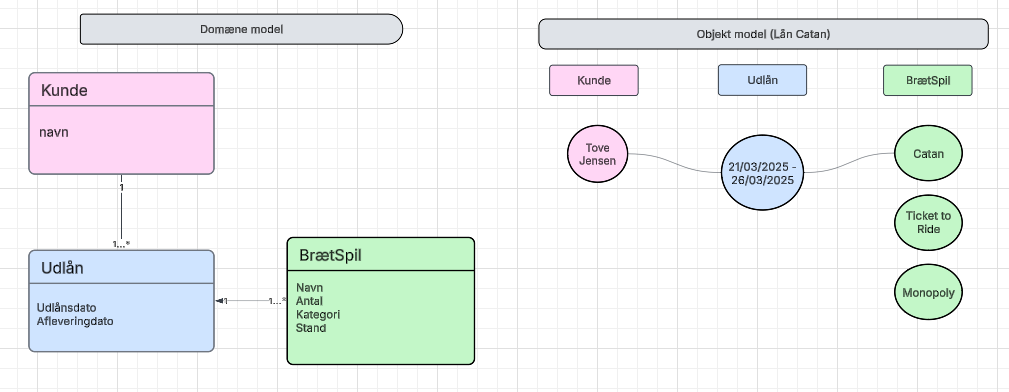 Domæne model
Kunde
navn
1
1...*
Udlån
Udlånsdato
Afleveringdato
1
1...*
BrætSpil
Navn
Antal
Kategori
Stand
Objekt model (Lån Catan)
Kunde
Udlån
BrætSpil
Tove
Jensen
21/03/2025 -
26/03/2025
Catan
Ticket to
Ride
Monopoly